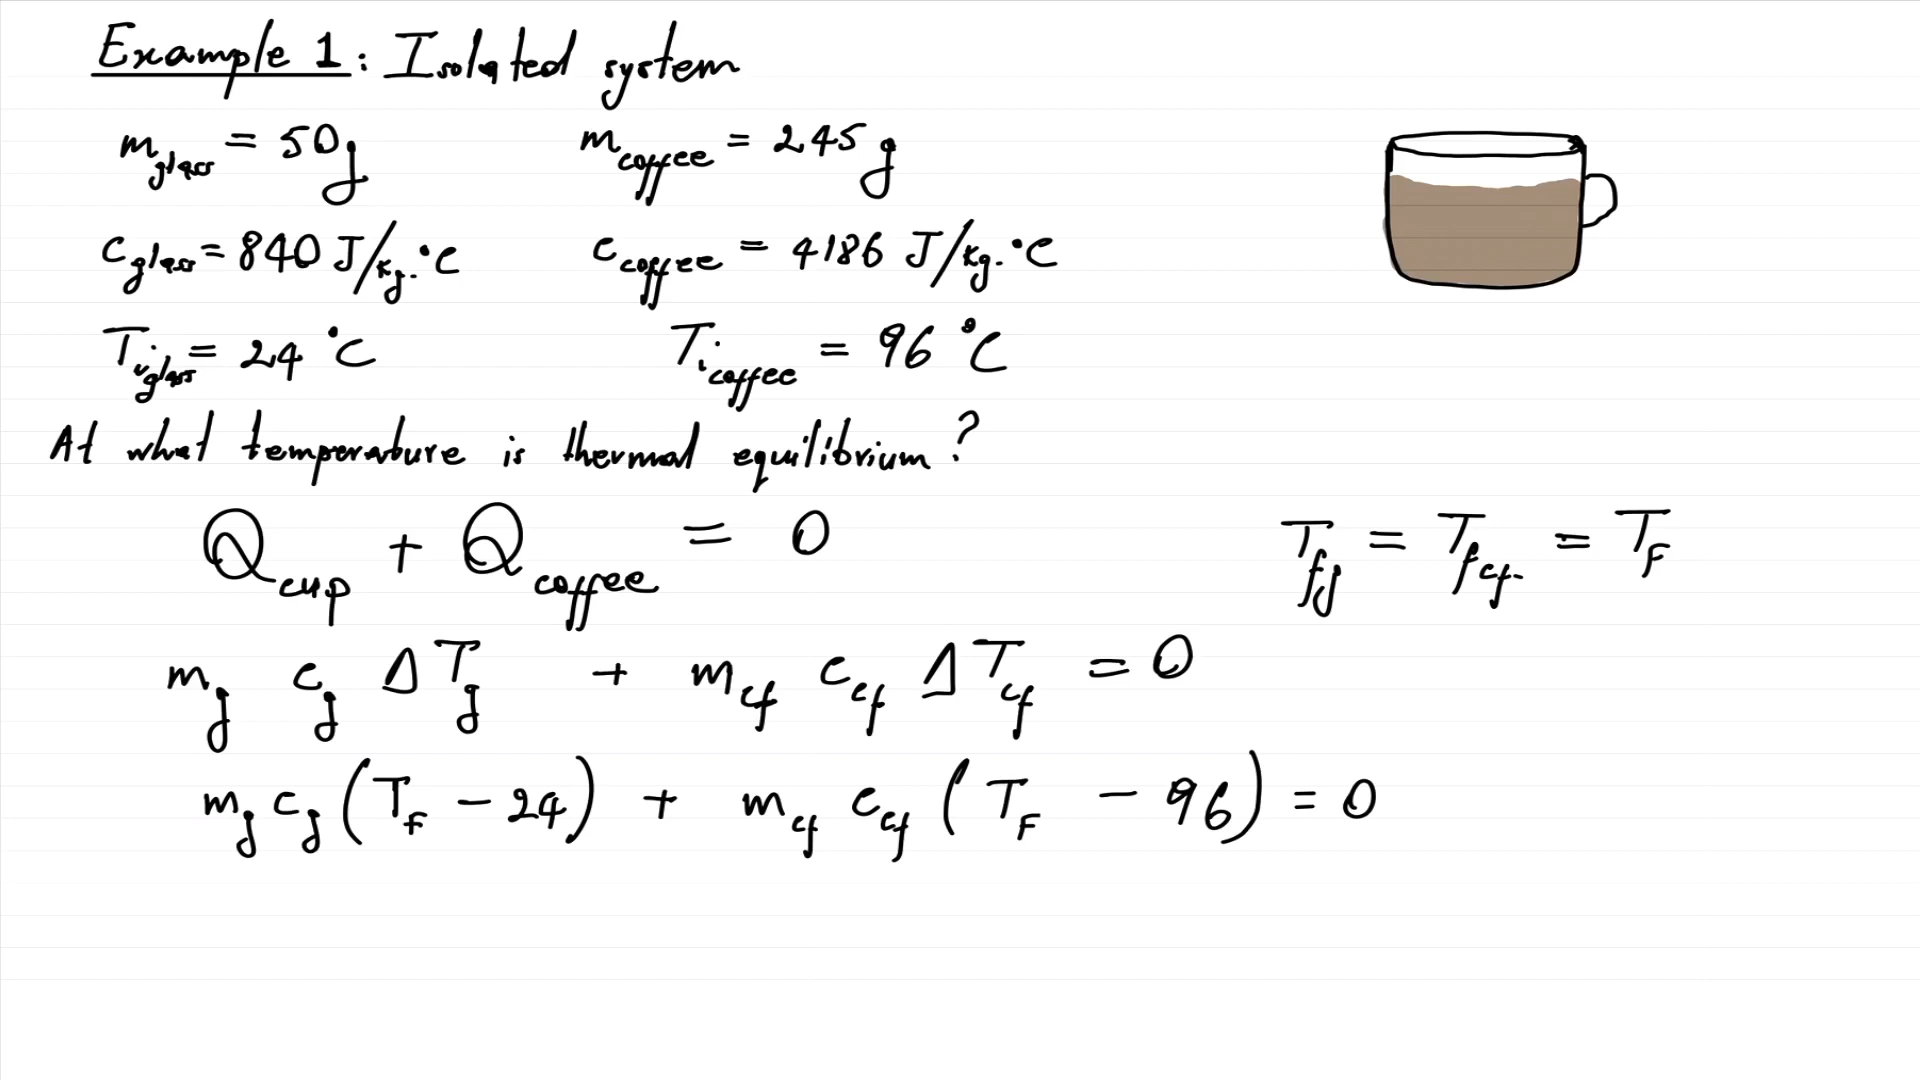 Example 1: Isolated system
m_glass = 50g m_coffee = 245 g
c_glass = 840 J/kg.°C c_coffee = 4186 J/kg.°C
T_i,glass = 24 °C T_i coffee = 96 °C
At what temperature is thermal equilibrium?
Q_cup + Q_coffee = 0 T_fg = T_fcf. = T_F
m_g c_g ΔT_g + m_cf c_cf ΔT_cf = 0
m_g c_g (T_F - 24) + m_cf c_cf (T_F - 96) = 0